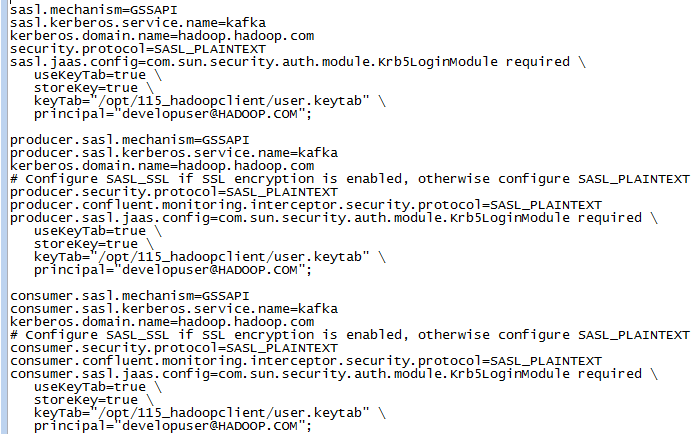 sasl.mechanism=GSSAPI
sasl.kerberos.service.name=kafka
kerberos.domain.name=hadoop.hadoop.com
security.protocol=SASL_PLAINTEXT
sasl.jaas.config=com.sun.security.auth.module.Krb5LoginModule required \
   useKeyTab=true \
   storeKey=true \
   keyTab="/opt/115_hadoopclient/user.keytab" \
   principal="developuser@HADOOP.COM";

producer.sasl.mechanism=GSSAPI
producer.sasl.kerberos.service.name=kafka
kerberos.domain.name=hadoop.hadoop.com
# Configure SASL_SSL if SSL encryption is enabled, otherwise configure SASL_PLAINTEXT
producer.security.protocol=SASL_PLAINTEXT
producer.confluent.monitoring.interceptor.security.protocol=SASL_PLAINTEXT
producer.sasl.jaas.config=com.sun.security.auth.module.Krb5LoginModule required \
   useKeyTab=true \
   storeKey=true \
   keyTab="/opt/115_hadoopclient/user.keytab" \
   principal="developuser@HADOOP.COM";

consumer.sasl.mechanism=GSSAPI
consumer.sasl.kerberos.service.name=kafka
kerberos.domain.name=hadoop.hadoop.com
# Configure SASL_SSL if SSL encryption is enabled, otherwise configure SASL_PLAINTEXT
consumer.security.protocol=SASL_PLAINTEXT
consumer.confluent.monitoring.interceptor.security.protocol=SASL_PLAINTEXT
consumer.sasl.jaas.config=com.sun.security.auth.module.Krb5LoginModule required \
   useKeyTab=true \
   storeKey=true \
   keyTab="/opt/115_hadoopclient/user.keytab" \
   principal="developuser@HADOOP.COM";